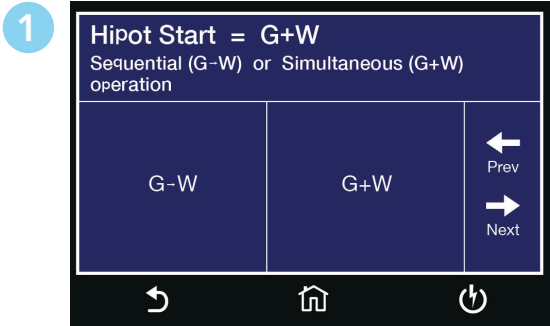 1
Hipot Start = G+W
Sequential (G→W) or Simultaneous (G+W)
operation
G→W
G+W
Prev
Next